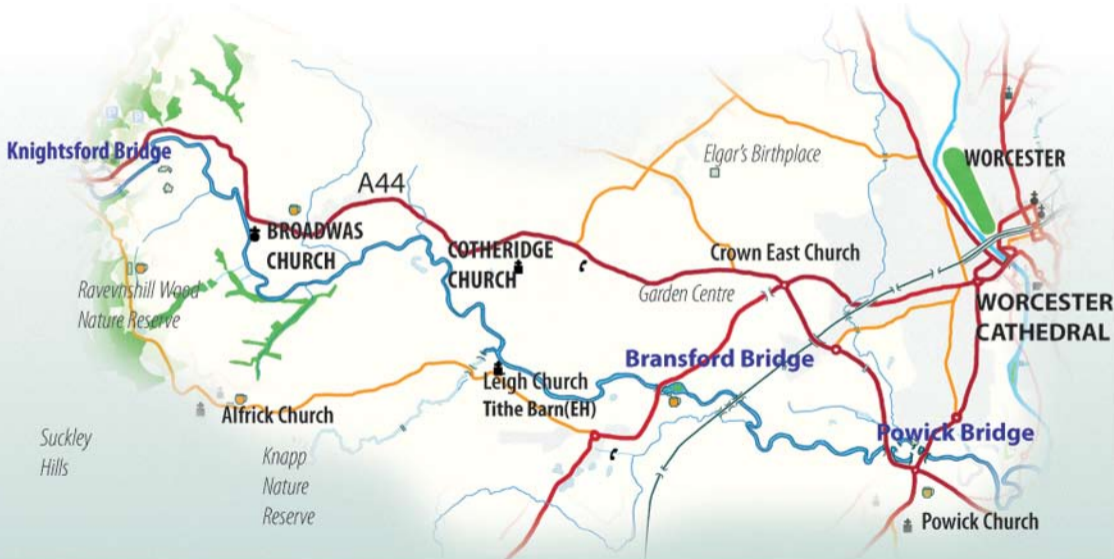 Knightsford Bridge
A44
Elgar's Birthplace
WORCESTER
BROADWAS
CHURCH
COTHERIDGE
CHURCH
Crown East Church
Ravevnshill Wood
Nature Reserve
Garden Centre
WORCESTER
CATHEDRAL
Bransford Bridge
Leigh Church
Tithe Barn(EH)
Alfrick Church
Suckley
Hills
Knapp
Nature
Reserve
Powick Bridge
Powick Church